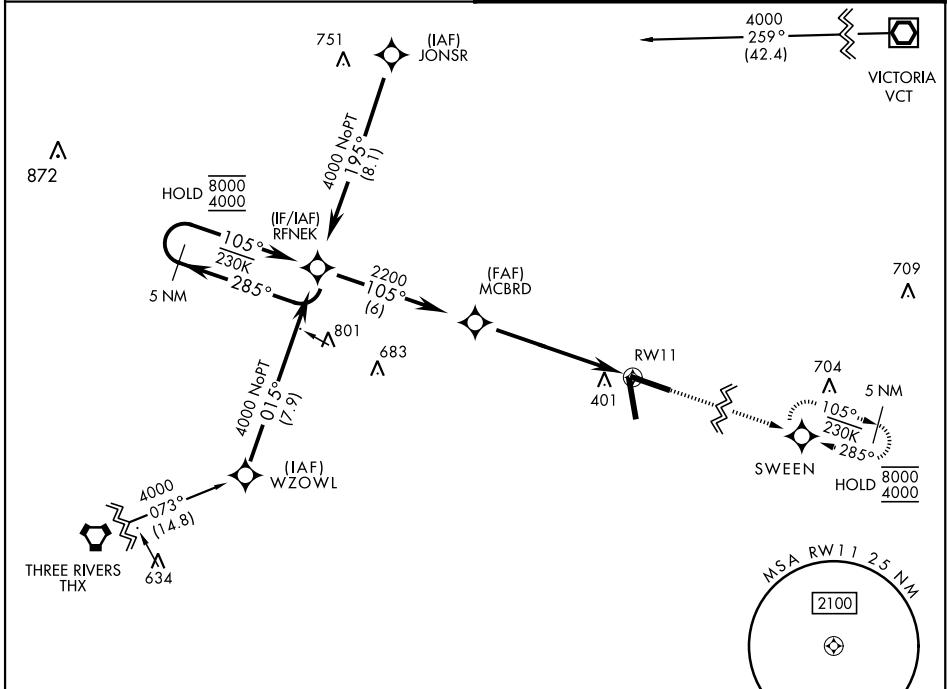 751
(IAF)
JONSR
4000
259°
(42.4)
VICTORIA
VCT
872
4000 NoPT
195°
(8.1)
HOLD 8000
4000
(IF/IAF)
RFNEK
105°
230K
285°
5 NM
2200
105°
(6)
(FAF)
MCBRD
709
801
683
RW11
401
704
5 NM
105°
230K
285°
SWEEN
HOLD 8000
4000
4000 NoPT
015°
(7.9)
(IAF)
WZOWL
4000
073°
(14.8)
THREE RIVERS
THX
634
MSA RW11 25 NM
2100